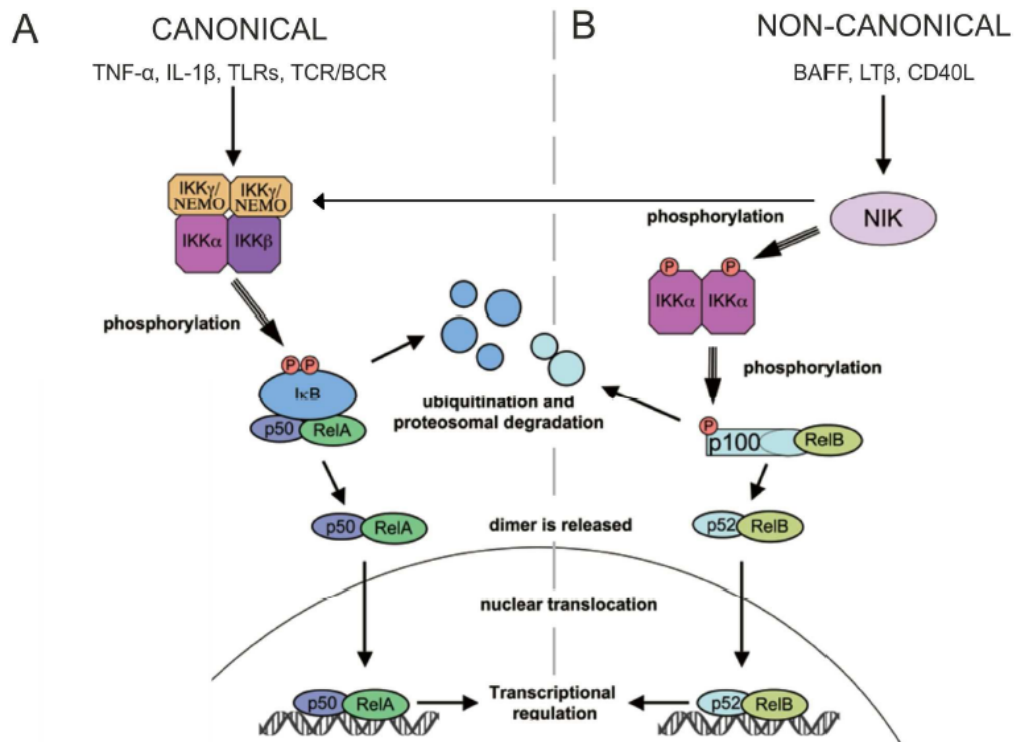 A
CANONICAL
TNF-α, IL-1β, TLRs, TCR/BCR
IKKγ/
NEMO
IKKγ/
NEMO
IKKα
IKKβ
phosphorylation
P
P
IκB
p50
RelA
p50
RelA
p50
RelA
ubiquitination and
proteosomal degradation
dimer is released
nuclear translocation
Transcriptional
regulation
B
NON-CANONICAL
BAFF, LTβ, CD40L
NIK
phosphorylation
P
P
IKKα
IKKα
phosphorylation
P
p100
RelB
p52
RelB
p52
RelB